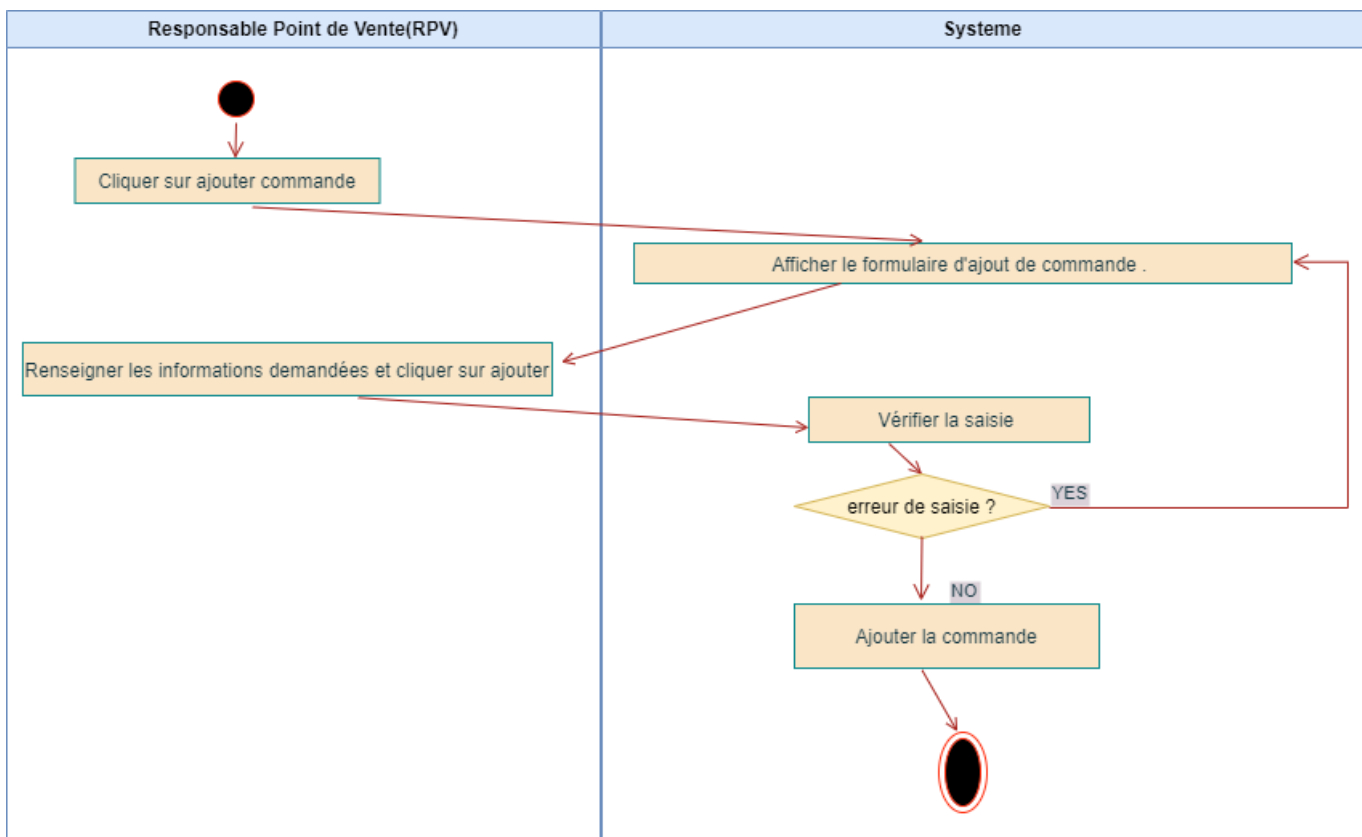 Responsable Point de Vente(RPV)
Systeme
Cliquer sur ajouter commande
Afficher le formulaire d'ajout de commande .
Renseigner les informations demandées et cliquer sur ajouter
Vérifier la saisie
erreur de saisie ?
YES
NO
Ajouter la commande